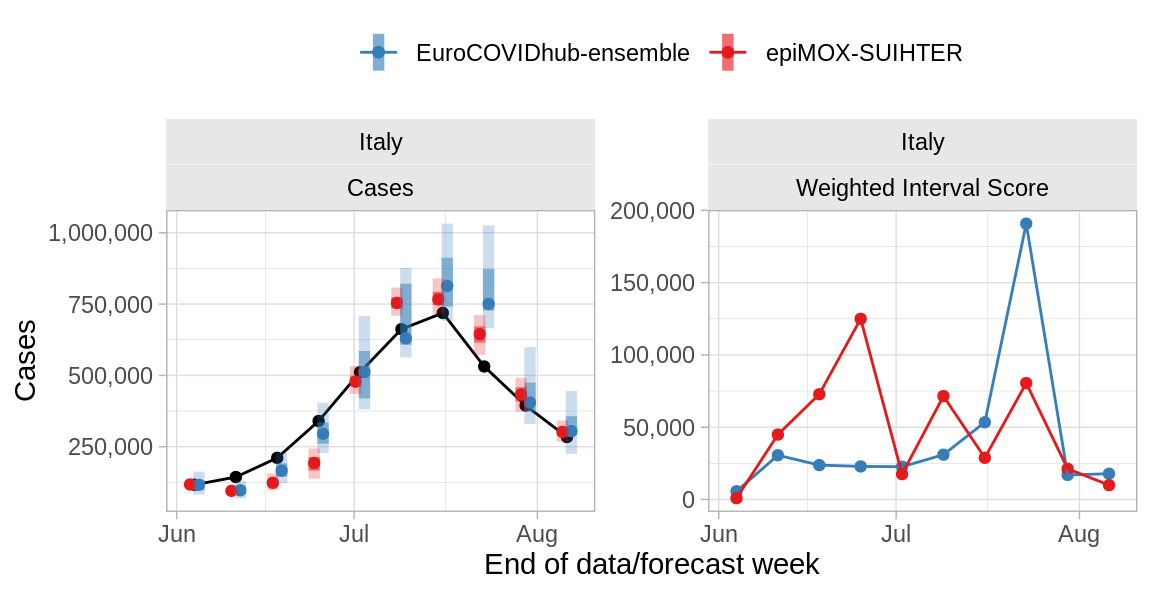 EuroCOVIDhub-ensemble epiMOX-SUIHTER
Italy
Cases
1,000,000
750,000
500,000
250,000
Cases
Jun Jul Aug
Italy
Weighted Interval Score
200,000
150,000
100,000
50,000
0
Jun Jul Aug
End of data/forecast week